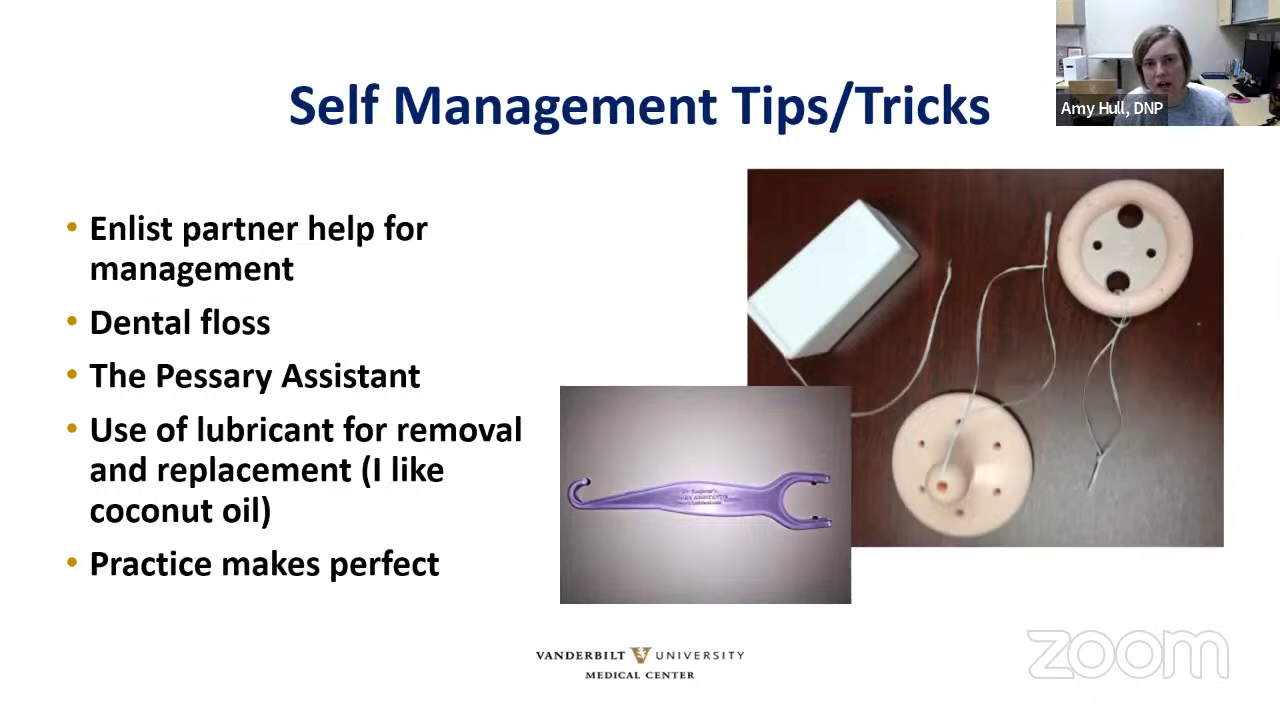 Self Management Tips/Tricks
Amy Hull, DNP
• Enlist partner help for
management
• Dental floss
• The Pessary Assistant
• Use of lubricant for removal
and replacement (I like
coconut oil)
• Practice makes perfect
VANDERBILT UNIVERSITY
MEDICAL CENTER
zoom